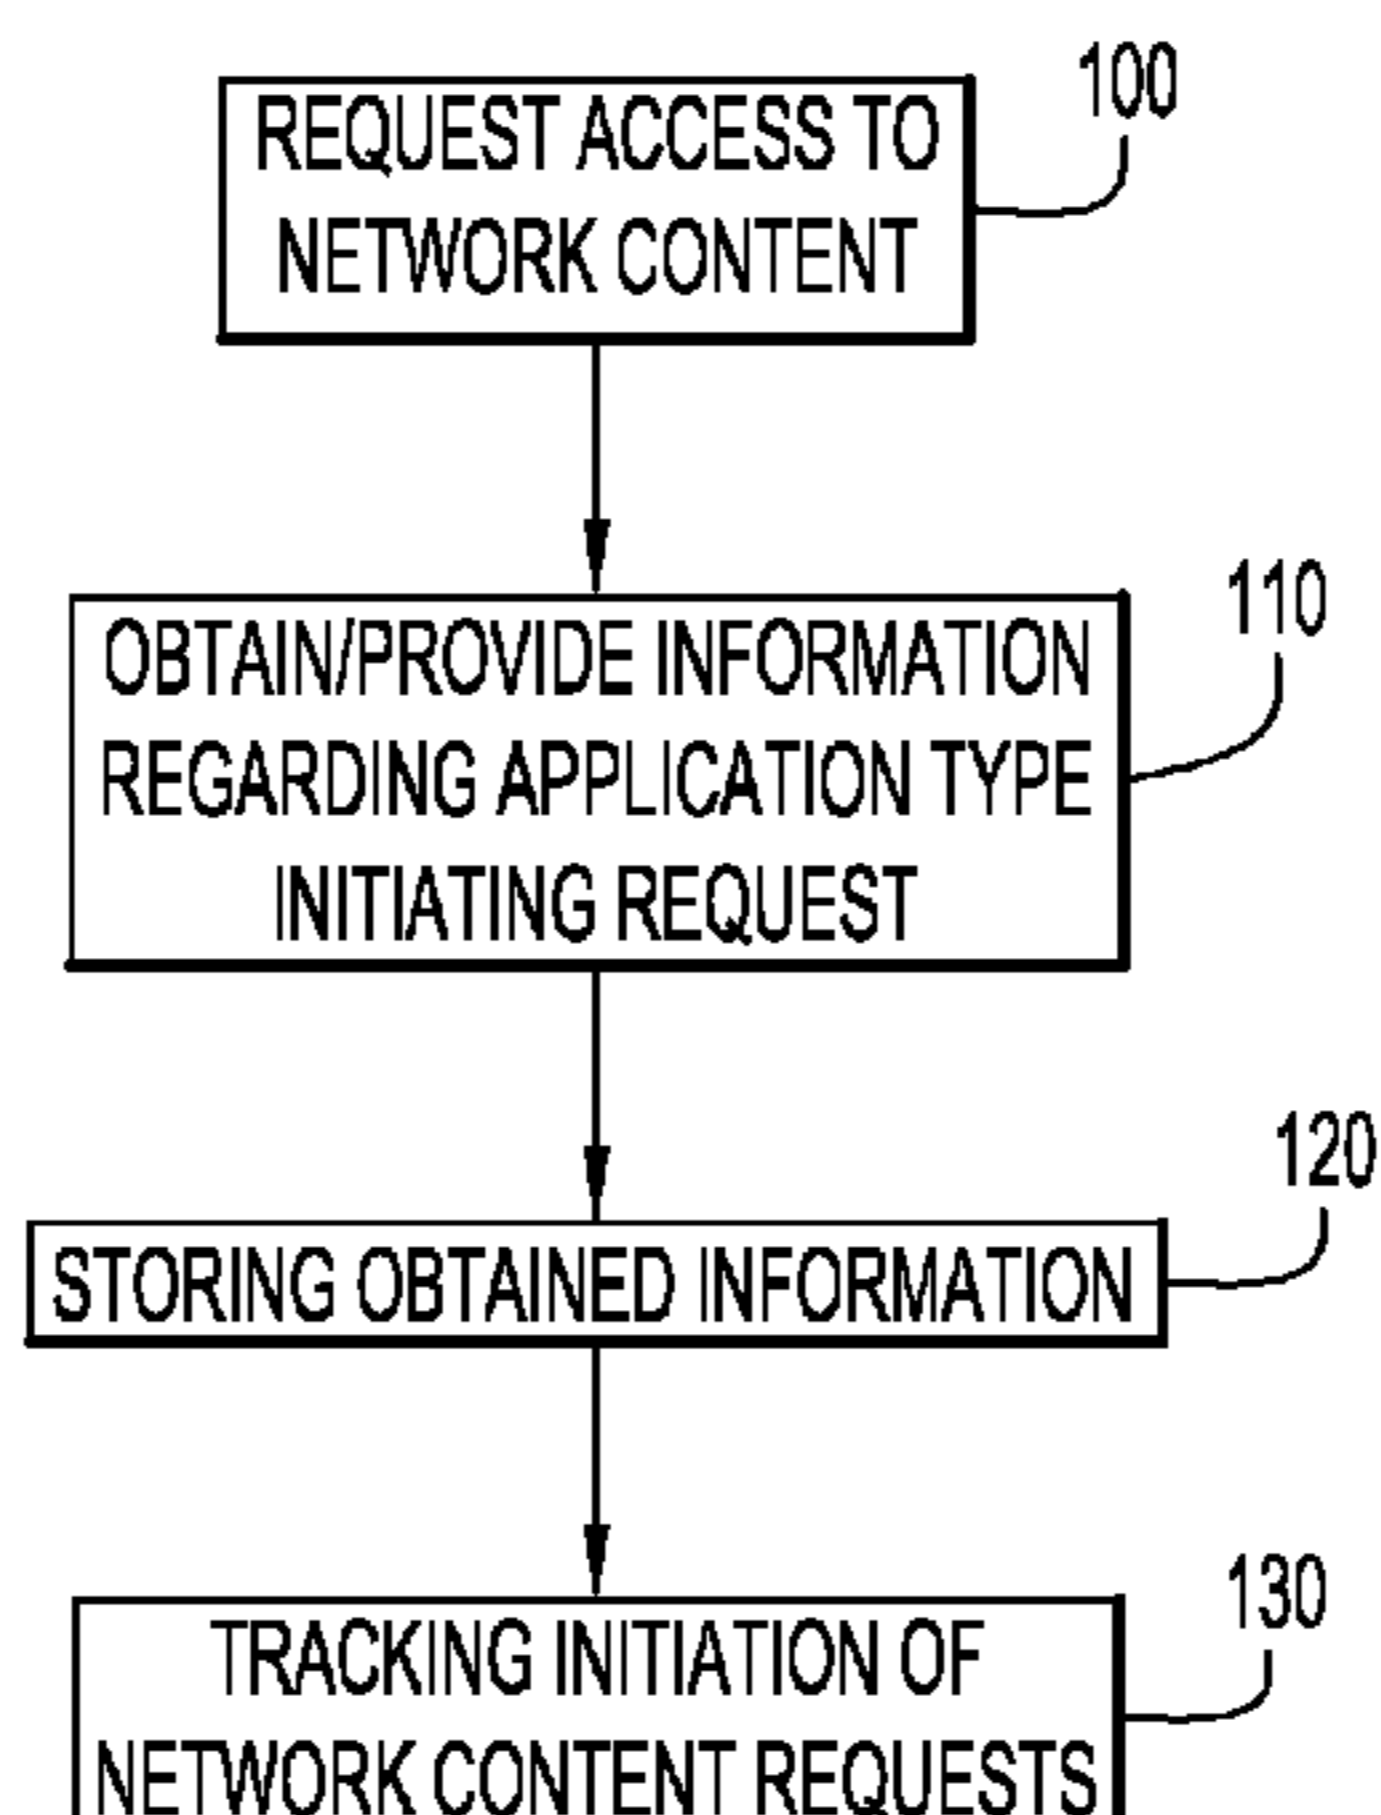 100
REQUEST ACCESS TO
NETWORK CONTENT
110
OBTAIN/PROVIDE INFORMATION
REGARDING APPLICATION TYPE
INITIATING REQUEST
120
STORING OBTAINED INFORMATION
130
TRACKING INITIATION OF
NETWORK CONTENT REQUESTS